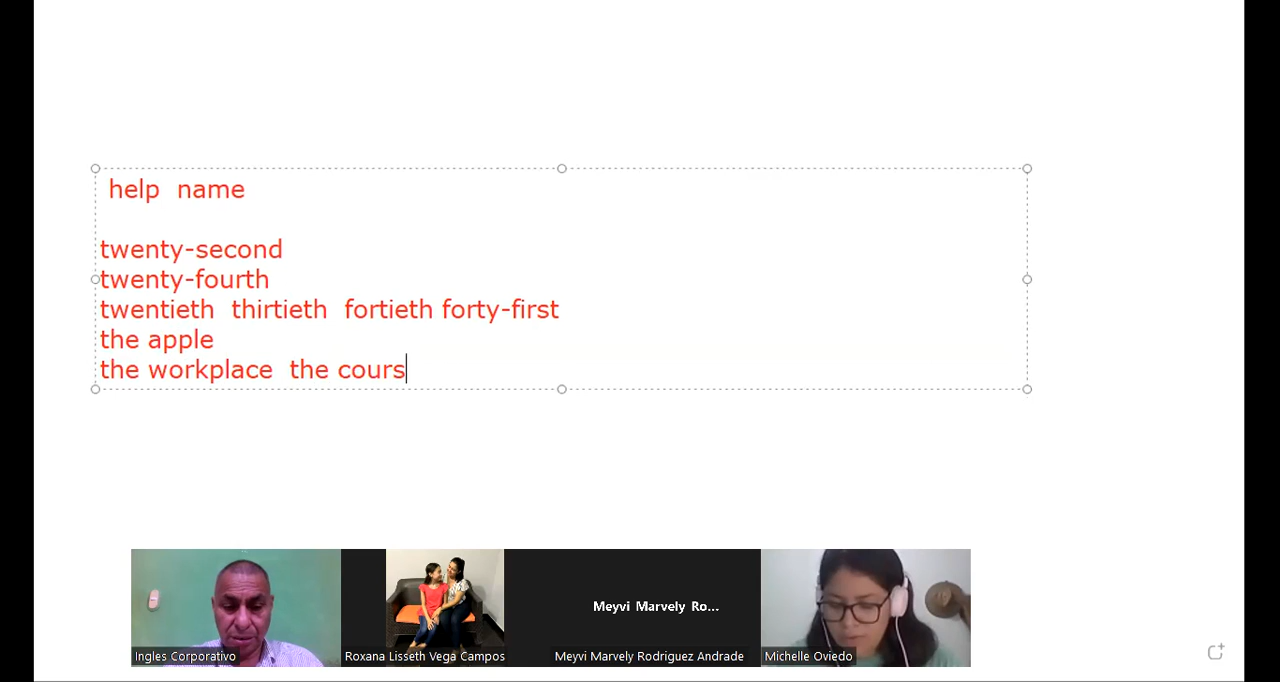 help name
twenty-second
twenty-fourth
twentieth thirtieth fortieth forty-first
the apple
the workplace the cours
Meyvi Marvely Ro...
Ingles Corporativo
Roxana Lisseth Vega Campos
Meyvi Marvely Rodriguez Andrade
Michelle Oviedo